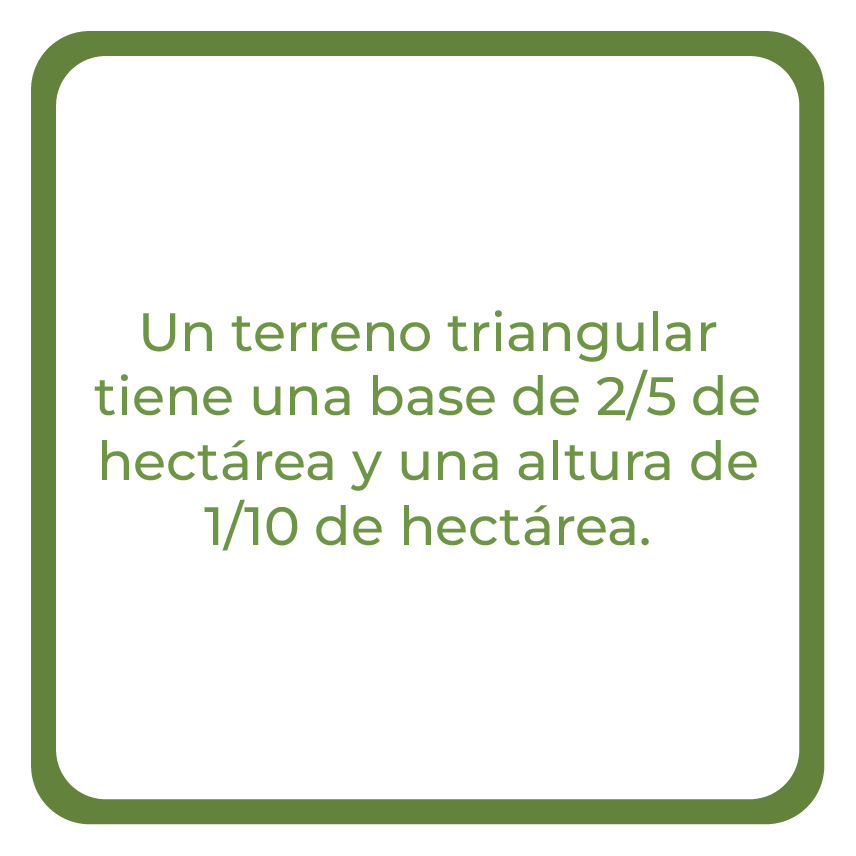 Un terreno triangular
tiene una base de 2/5 de
hectárea y una altura de
1/10 de hectárea.